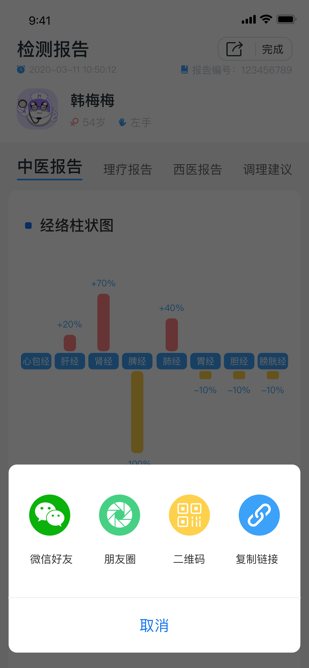 9:41
检测报告
完成
2020-03-11 10:50:12
报告编号：123456789
韩梅梅
54岁 左手
中医报告 理疗报告 西医报告 调理建议
经络柱状图
+70%
+40%
+20%
心包经 肝经 肾经 脾经 肺经 胃经 胆经 膀胱经
-10% -10% -10%
微信好友 朋友圈 二维码 复制链接
取消